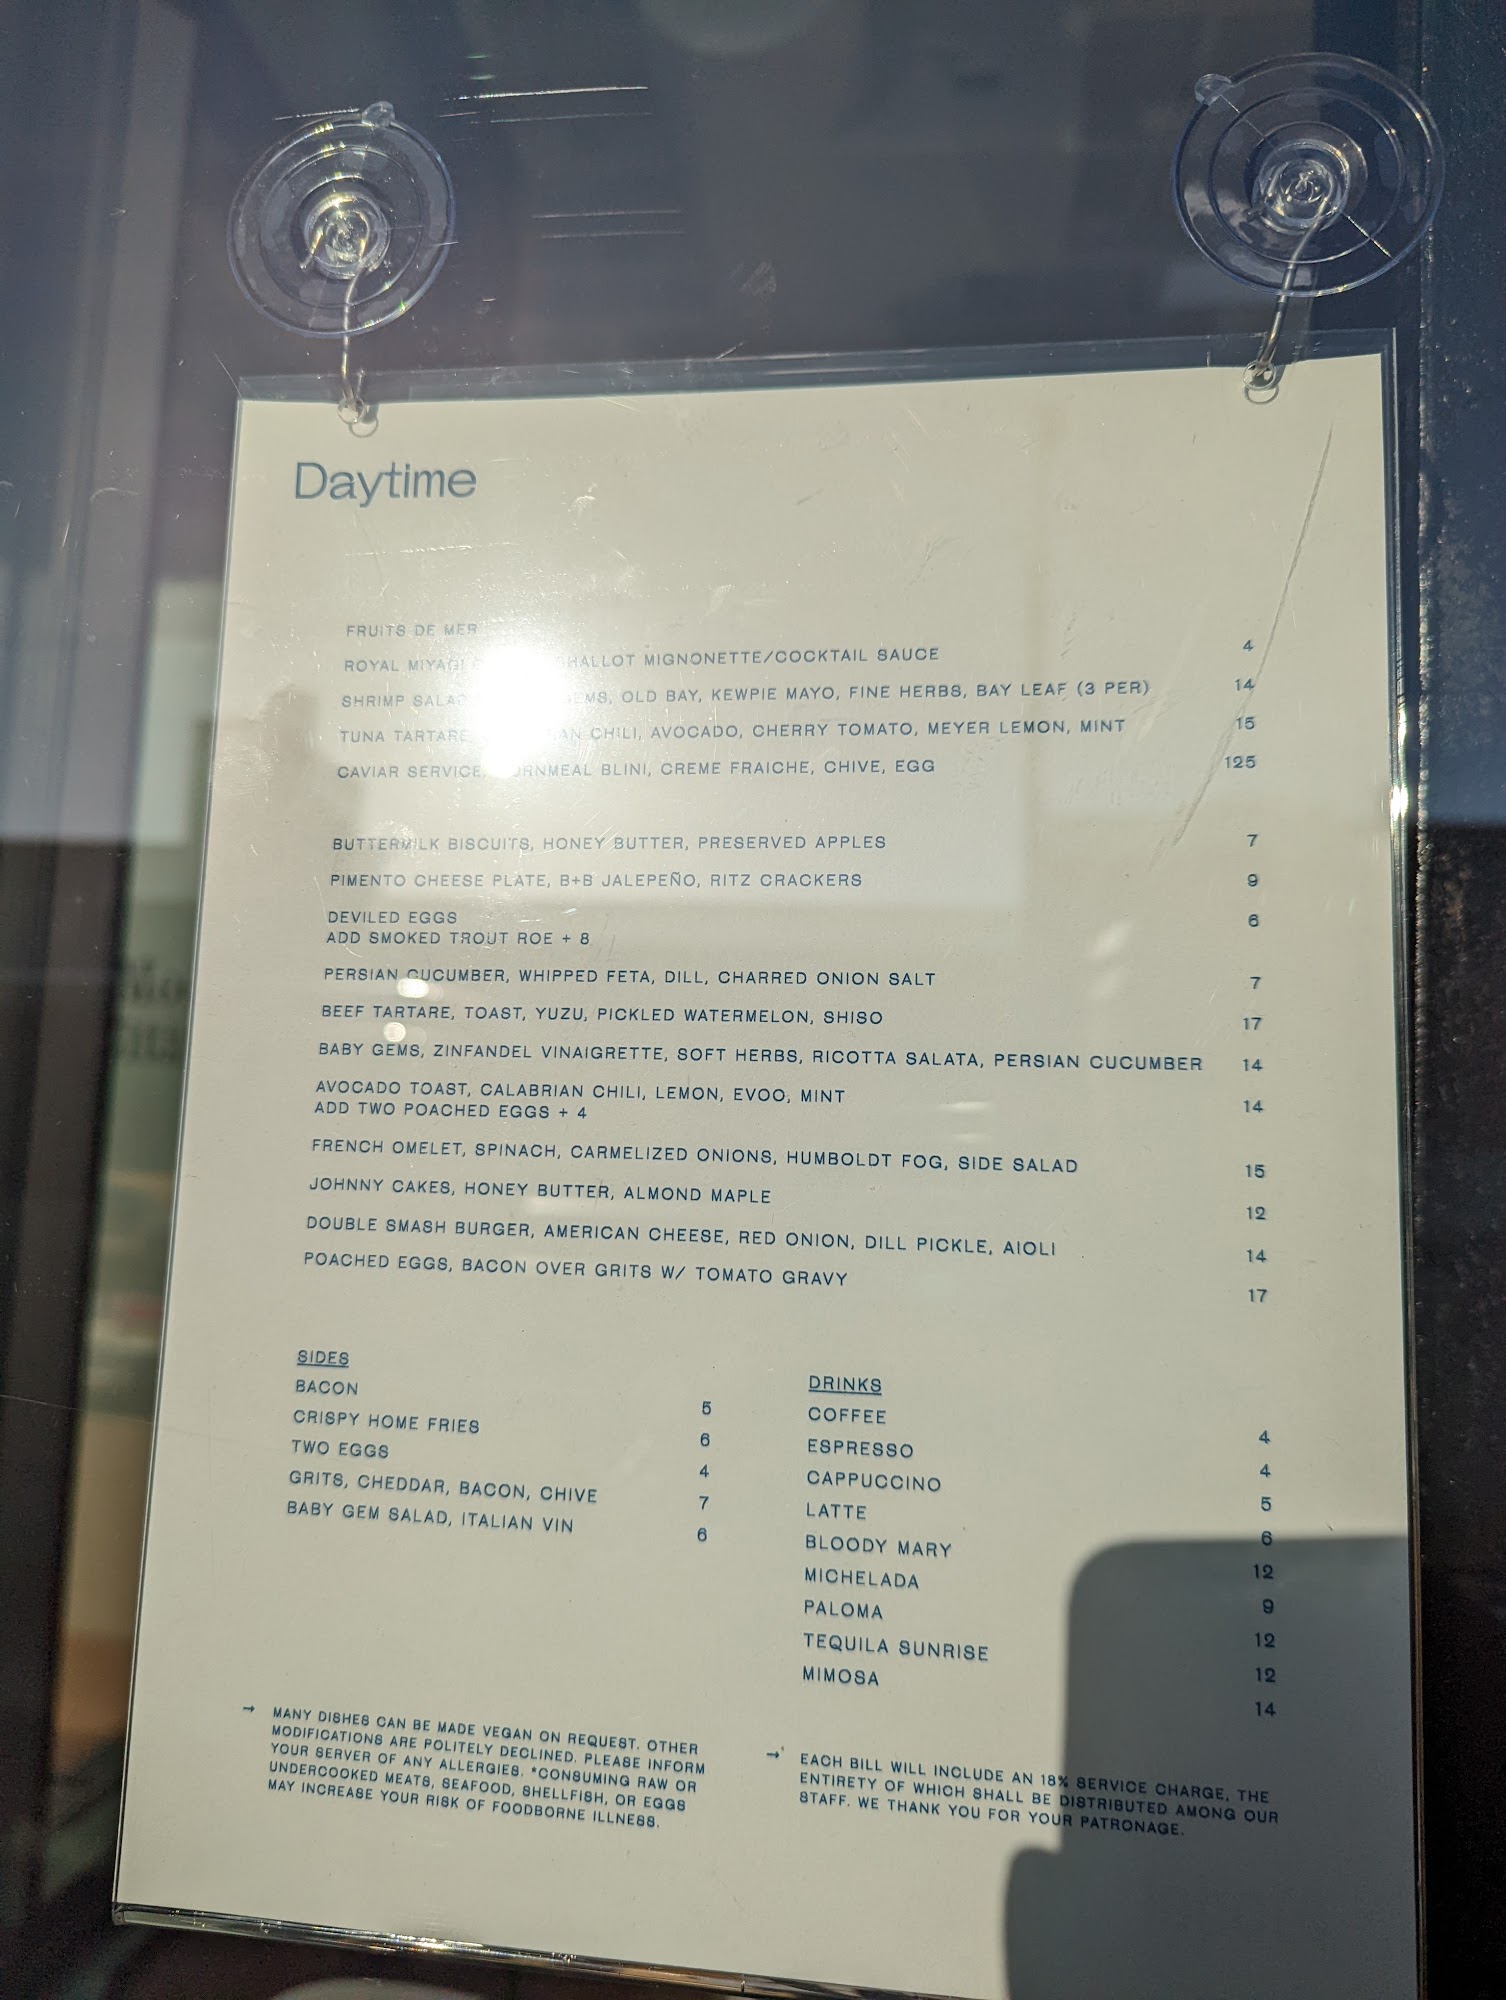 Daytime
FRUITS DE MER
ROYAL MIYAGI SHALLOT MIGNONETTE/COCKTAIL SAUCE 4
SHRIMP SALAD GEMS, OLD BAY, KEWPIE MAYO, FINE HERBS, BAY LEAF (3 PER) 14
TUNA TARTARE CHILI, AVOCADO, CHERRY TOMATO, MEYER LEMON, MINT 15
CAVIAR SERVICE, CORNMEAL BLINI, CREME FRAICHE, CHIVE, EGG 125
BUTTERMILK BISCUITS, HONEY BUTTER, PRESERVED APPLES 7
PIMENTO CHEESE PLATE, B+B JALEPEÑO, RITZ CRACKERS 9
DEVILED EGGS 6
ADD SMOKED TROUT ROE + 8
PERSIAN CUCUMBER, WHIPPED FETA, DILL, CHARRED ONION SALT 7
BEEF TARTARE, TOAST, YUZU, PICKLED WATERMELON, SHISO 17
BABY GEMS, ZINFANDEL VINAIGRETTE, SOFT HERBS, RICOTTA SALATA, PERSIAN CUCUMBER 14
AVOCADO TOAST, CALABRIAN CHILI, LEMON, EVOO, MINT 14
ADD TWO POACHED EGGS + 4
FRENCH OMELET, SPINACH, CARMELIZED ONIONS, HUMBOLDT FOG, SIDE SALAD 15
JOHNNY CAKES, HONEY BUTTER, ALMOND MAPLE 12
DOUBLE SMASH BURGER, AMERICAN CHEESE, RED ONION, DILL PICKLE, AIOLI 14
POACHED EGGS, BACON OVER GRITS W/ TOMATO GRAVY 17
SIDES
BACON 5
CRISPY HOME FRIES 6
TWO EGGS 4
GRITS, CHEDDAR, BACON, CHIVE 7
BABY GEM SALAD, ITALIAN VIN 6
DRINKS
COFFEE 4
ESPRESSO 4
CAPPUCCINO 5
LATTE 6
BLOODY MARY 12
MICHELADA 9
PALOMA 12
TEQUILA SUNRISE 12
MIMOSA 14
→ MANY DISHES CAN BE MADE VEGAN ON REQUEST. OTHER
MODIFICATIONS ARE POLITELY DECLINED. PLEASE INFORM
YOUR SERVER OF ANY ALLERGIES. *CONSUMING RAW OR
UNDERCOOKED MEATS, SEAFOOD, SHELLFISH, OR EGGS
MAY INCREASE YOUR RISK OF FOODBORNE ILLNESS.
→ EACH BILL WILL INCLUDE AN 18% SERVICE CHARGE, THE
ENTIRETY OF WHICH SHALL BE DISTRIBUTED AMONG OUR
STAFF. WE THANK YOU FOR YOUR PATRONAGE.